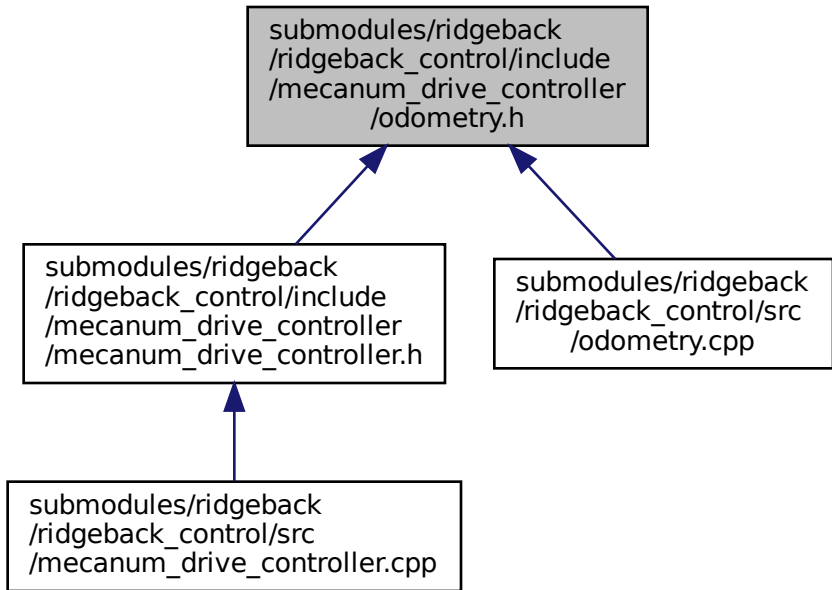 submodules/ridgeback
/ridgeback_control/include
/mecanum_drive_controller
/odometry.h
submodules/ridgeback
/ridgeback_control/include
/mecanum_drive_controller
/mecanum_drive_controller.h
submodules/ridgeback
/ridgeback_control/src
/odometry.cpp
submodules/ridgeback
/ridgeback_control/src
/mecanum_drive_controller.cpp